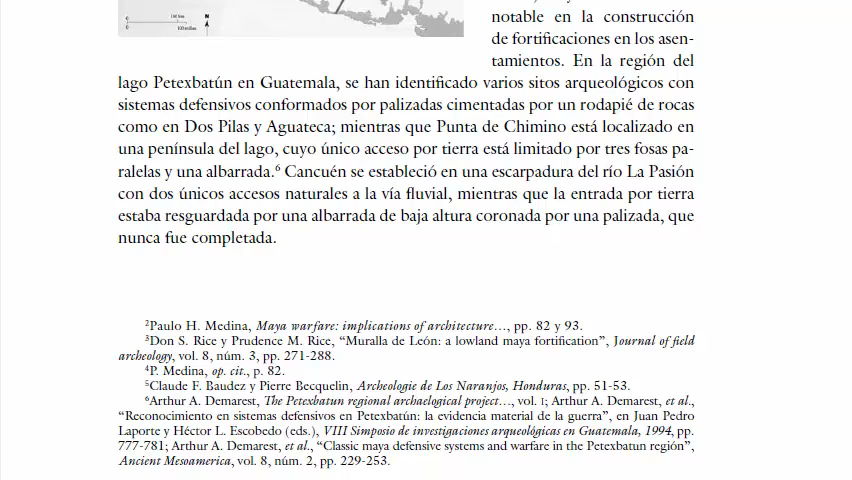 notable en la construcción
de fortificaciones en los asen-
tamientos. En la región del
lago Petexbatún en Guatemala, se han identificado varios sitos arqueológicos con
sistemas defensivos conformados por palizadas cimentadas por un rodapié de rocas
como en Dos Pilas y Aguateca; mientras que Punta de Chimino está localizado en
una península del lago, cuyo único acceso por tierra está limitado por tres fosas pa-
ralelas y una albarrada.⁶ Cancuén se estableció en una escarpadura del río La Pasión
con dos únicos accesos naturales a la vía fluvial, mientras que la entrada por tierra
estaba resguardada por una albarrada de baja altura coronada por una palizada, que
nunca fue completada.
²Paulo H. Medina, Maya warfare: implications of architecture…, pp. 82 y 93.
³Don S. Rice y Prudence M. Rice, “Muralla de León: a lowland maya fortification”, Journal of field
archeology, vol. 8, núm. 3, pp. 271-288.
⁴P. Medina, op. cit., p. 82.
⁵Claude F. Baudez y Pierre Becquelin, Archeologie de Los Naranjos, Honduras, pp. 51-53.
⁶Arthur A. Demarest, The Petexbatun regional archaelogical project…, vol. I; Arthur A. Demarest, et al.,
“Reconocimiento en sistemas defensivos en Petexbatún: la evidencia material de la guerra”, en Juan Pedro
Laporte y Héctor L. Escobedo (eds.), VIII Simposio de investigaciones arqueológicas en Guatemala, 1994, pp.
777-781; Arthur A. Demarest, et al., “Classic maya defensive systems and warfare in the Petexbatun región”,
Ancient Mesoamerica, vol. 8, núm. 2, pp. 229-253.